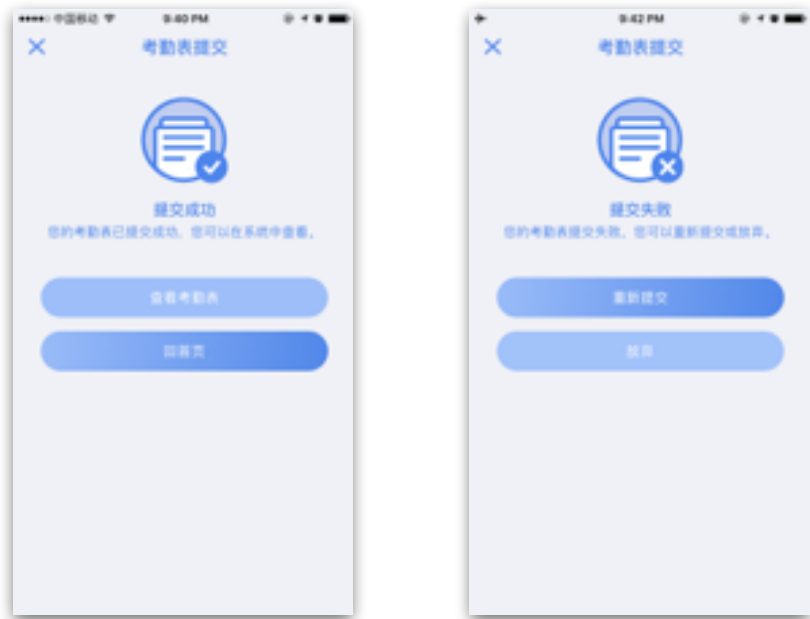 中国移动
9:40 PM
考勤表提交
提交成功
您的考勤表已提交成功，您可以在系统中查看。
查看考勤表
回首页
9:42 PM
考勤表提交
提交失败
您的考勤表提交失败，您可以重新提交或放弃。
重新提交
放弃